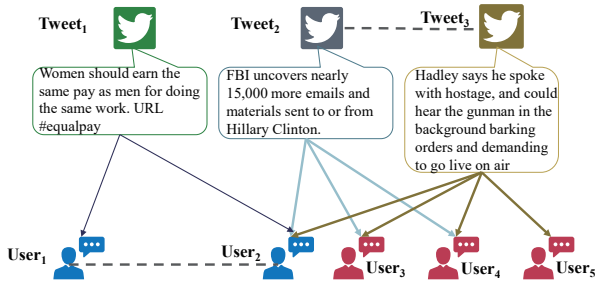 Tweet1
Tweet2
Tweet3
Women should earn the
same pay as men for doing
the same work. URL
#equalpay
FBI uncovers nearly
15,000 more emails and
materials sent to or from
Hillary Clinton.
Hadley says he spoke
with hostage, and could
hear the gunman in the
background barking
orders and demanding
to go live on air
User1
User2
User3
User4
User5